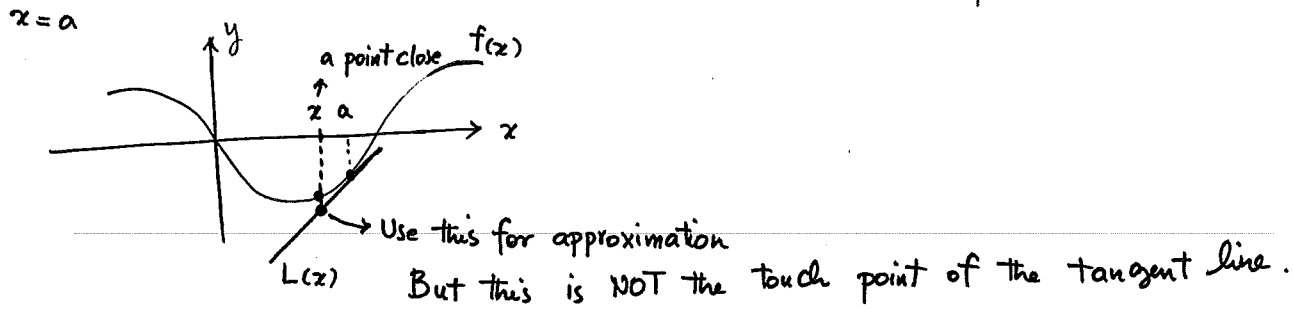 x = a
y
f(x)
a point close
x a
x
Use this for approximation
L(x)
But this is NOT the touch point of the tangent line.